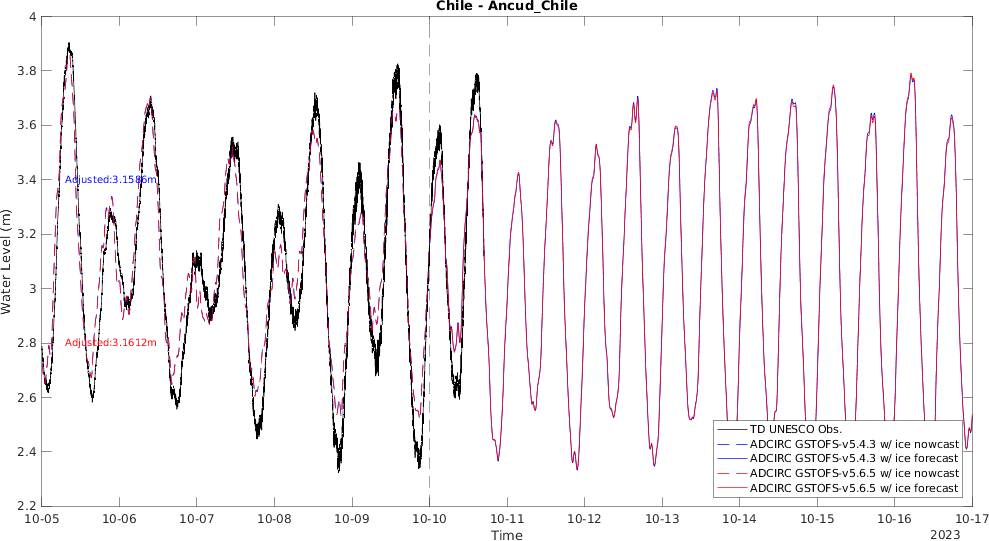 Chile - Ancud_Chile
Water Level (m)
4
3.8
3.6
3.4
3.2
3
2.8
2.6
2.4
2.2
Adjusted:3.1586m
Adjusted:3.1612m
TD UNESCO Obs.
ADCIRC GSTOFS-v5.4.3 w/ ice nowcast
ADCIRC GSTOFS-v5.4.3 w/ ice forecast
ADCIRC GSTOFS-v5.6.5 w/ ice nowcast
ADCIRC GSTOFS-v5.6.5 w/ ice forecast
10-05 10-06 10-07 10-08 10-09 10-10 10-11 10-12 10-13 10-14 10-15 10-16 10-17
Time
2023